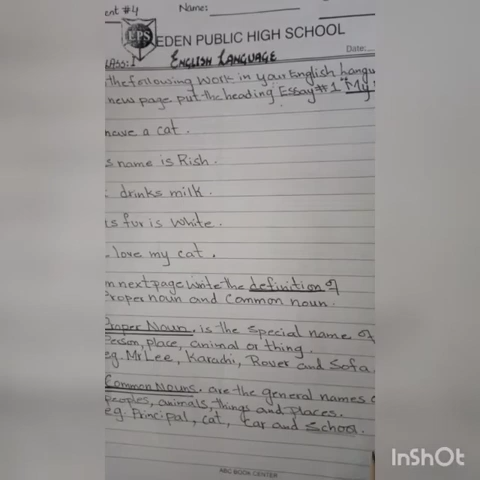 ent #4 Name:
EPS EDEN PUBLIC HIGH SCHOOL
LASS: 1 ENGLISH LANGUAGE Date:
the following work in your English langu
new page put the heading Essay #1 "My
have a cat.
s name is Rish.
drinks milk.
ts fur is white.
love my cat.
n next page write the definition of
Proper noun and Common noun.
Proper Noun. is the special name of
Person, place, animal or thing.
eg. Mr Lee, Karachi, Rover and Sofa
Common Nouns. are the general names o
peoples, animals, things and places.
eg. Principal, cat, car and School.
ABC BOOK CENTER
InShOt